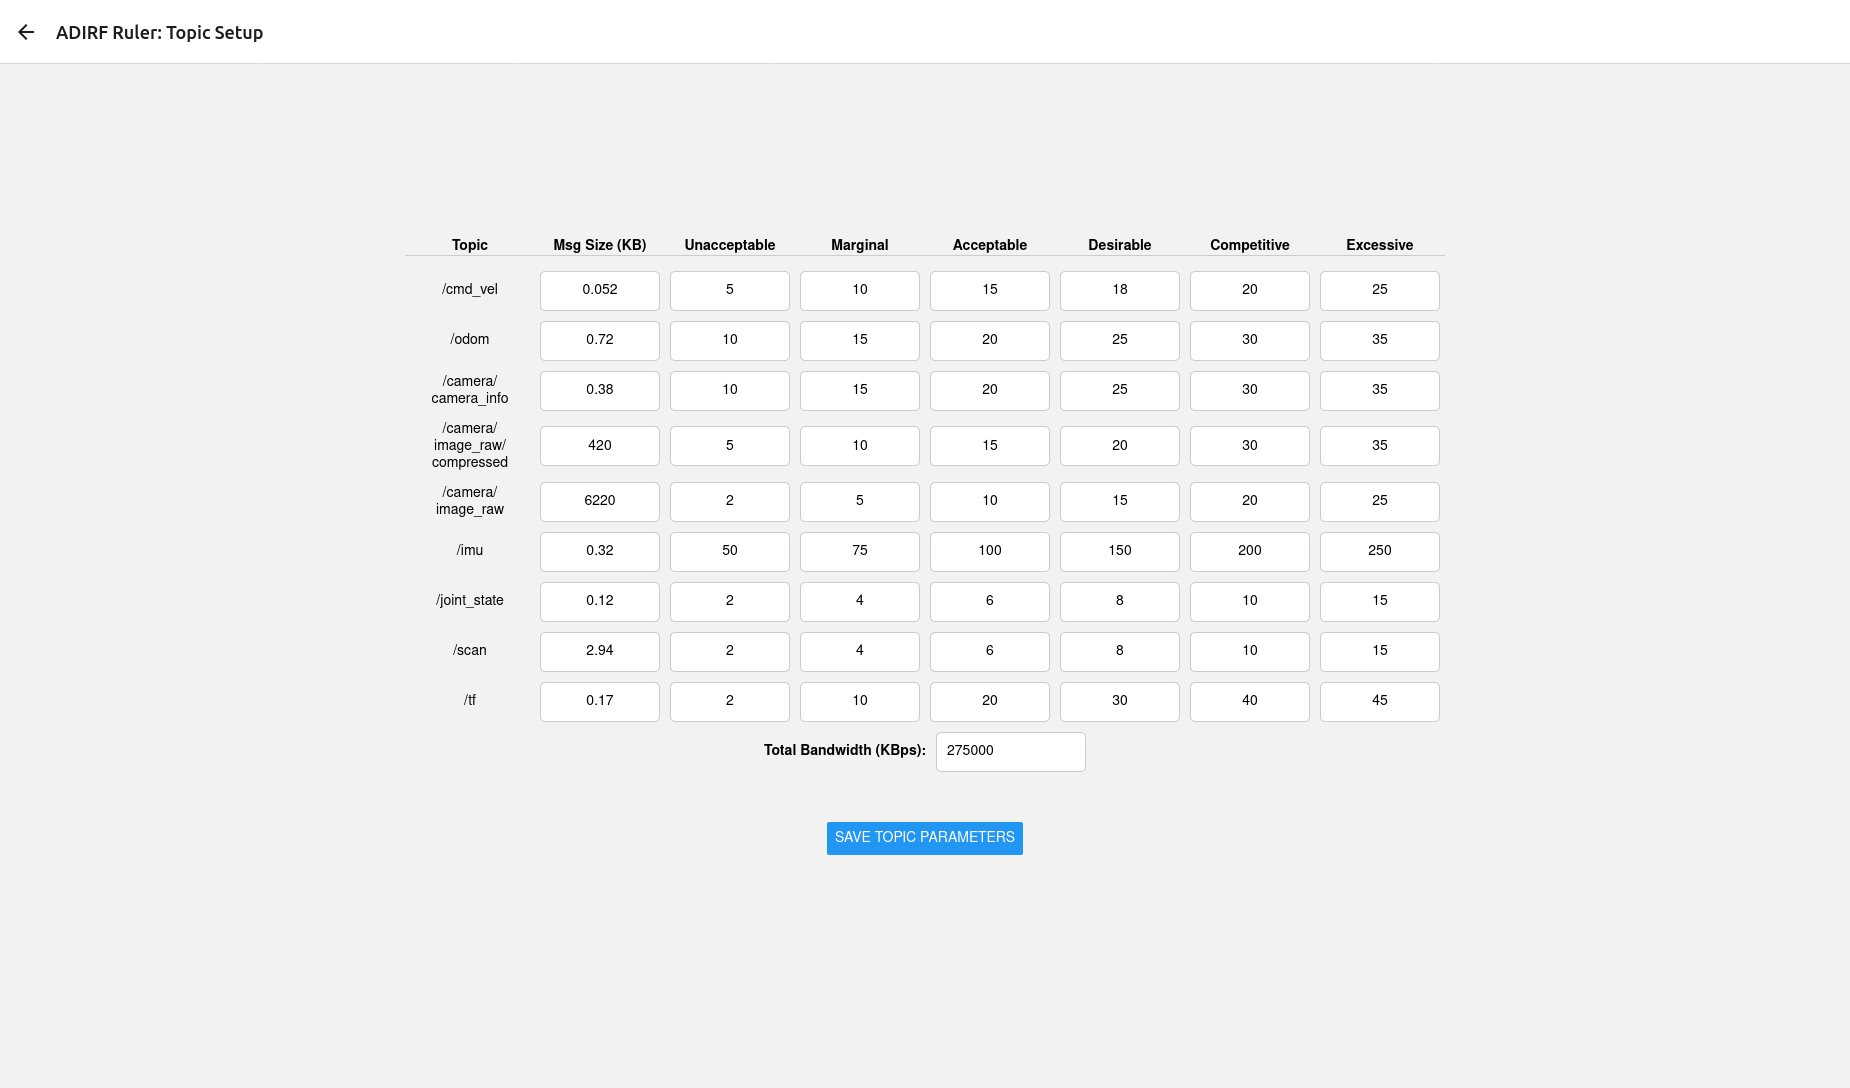 ADIRF Ruler: Topic Setup
Topic Msg Size (KB) Unacceptable Marginal Acceptable Desirable Competitive Excessive
/cmd_vel 0.052 5 10 15 18 20 25
/odom 0.72 10 15 20 25 30 35
/camera/
camera_info 0.38 10 15 20 25 30 35
/camera/
image_raw/ 420 5 10 15 20 30 35
compressed
/camera/
image_raw 6220 2 5 10 15 20 25
/imu 0.32 50 75 100 150 200 250
/joint_state 0.12 2 4 6 8 10 15
/scan 2.94 2 4 6 8 10 15
/tf 0.17 2 10 20 30 40 45
Total Bandwidth (KBps): 275000
SAVE TOPIC PARAMETERS